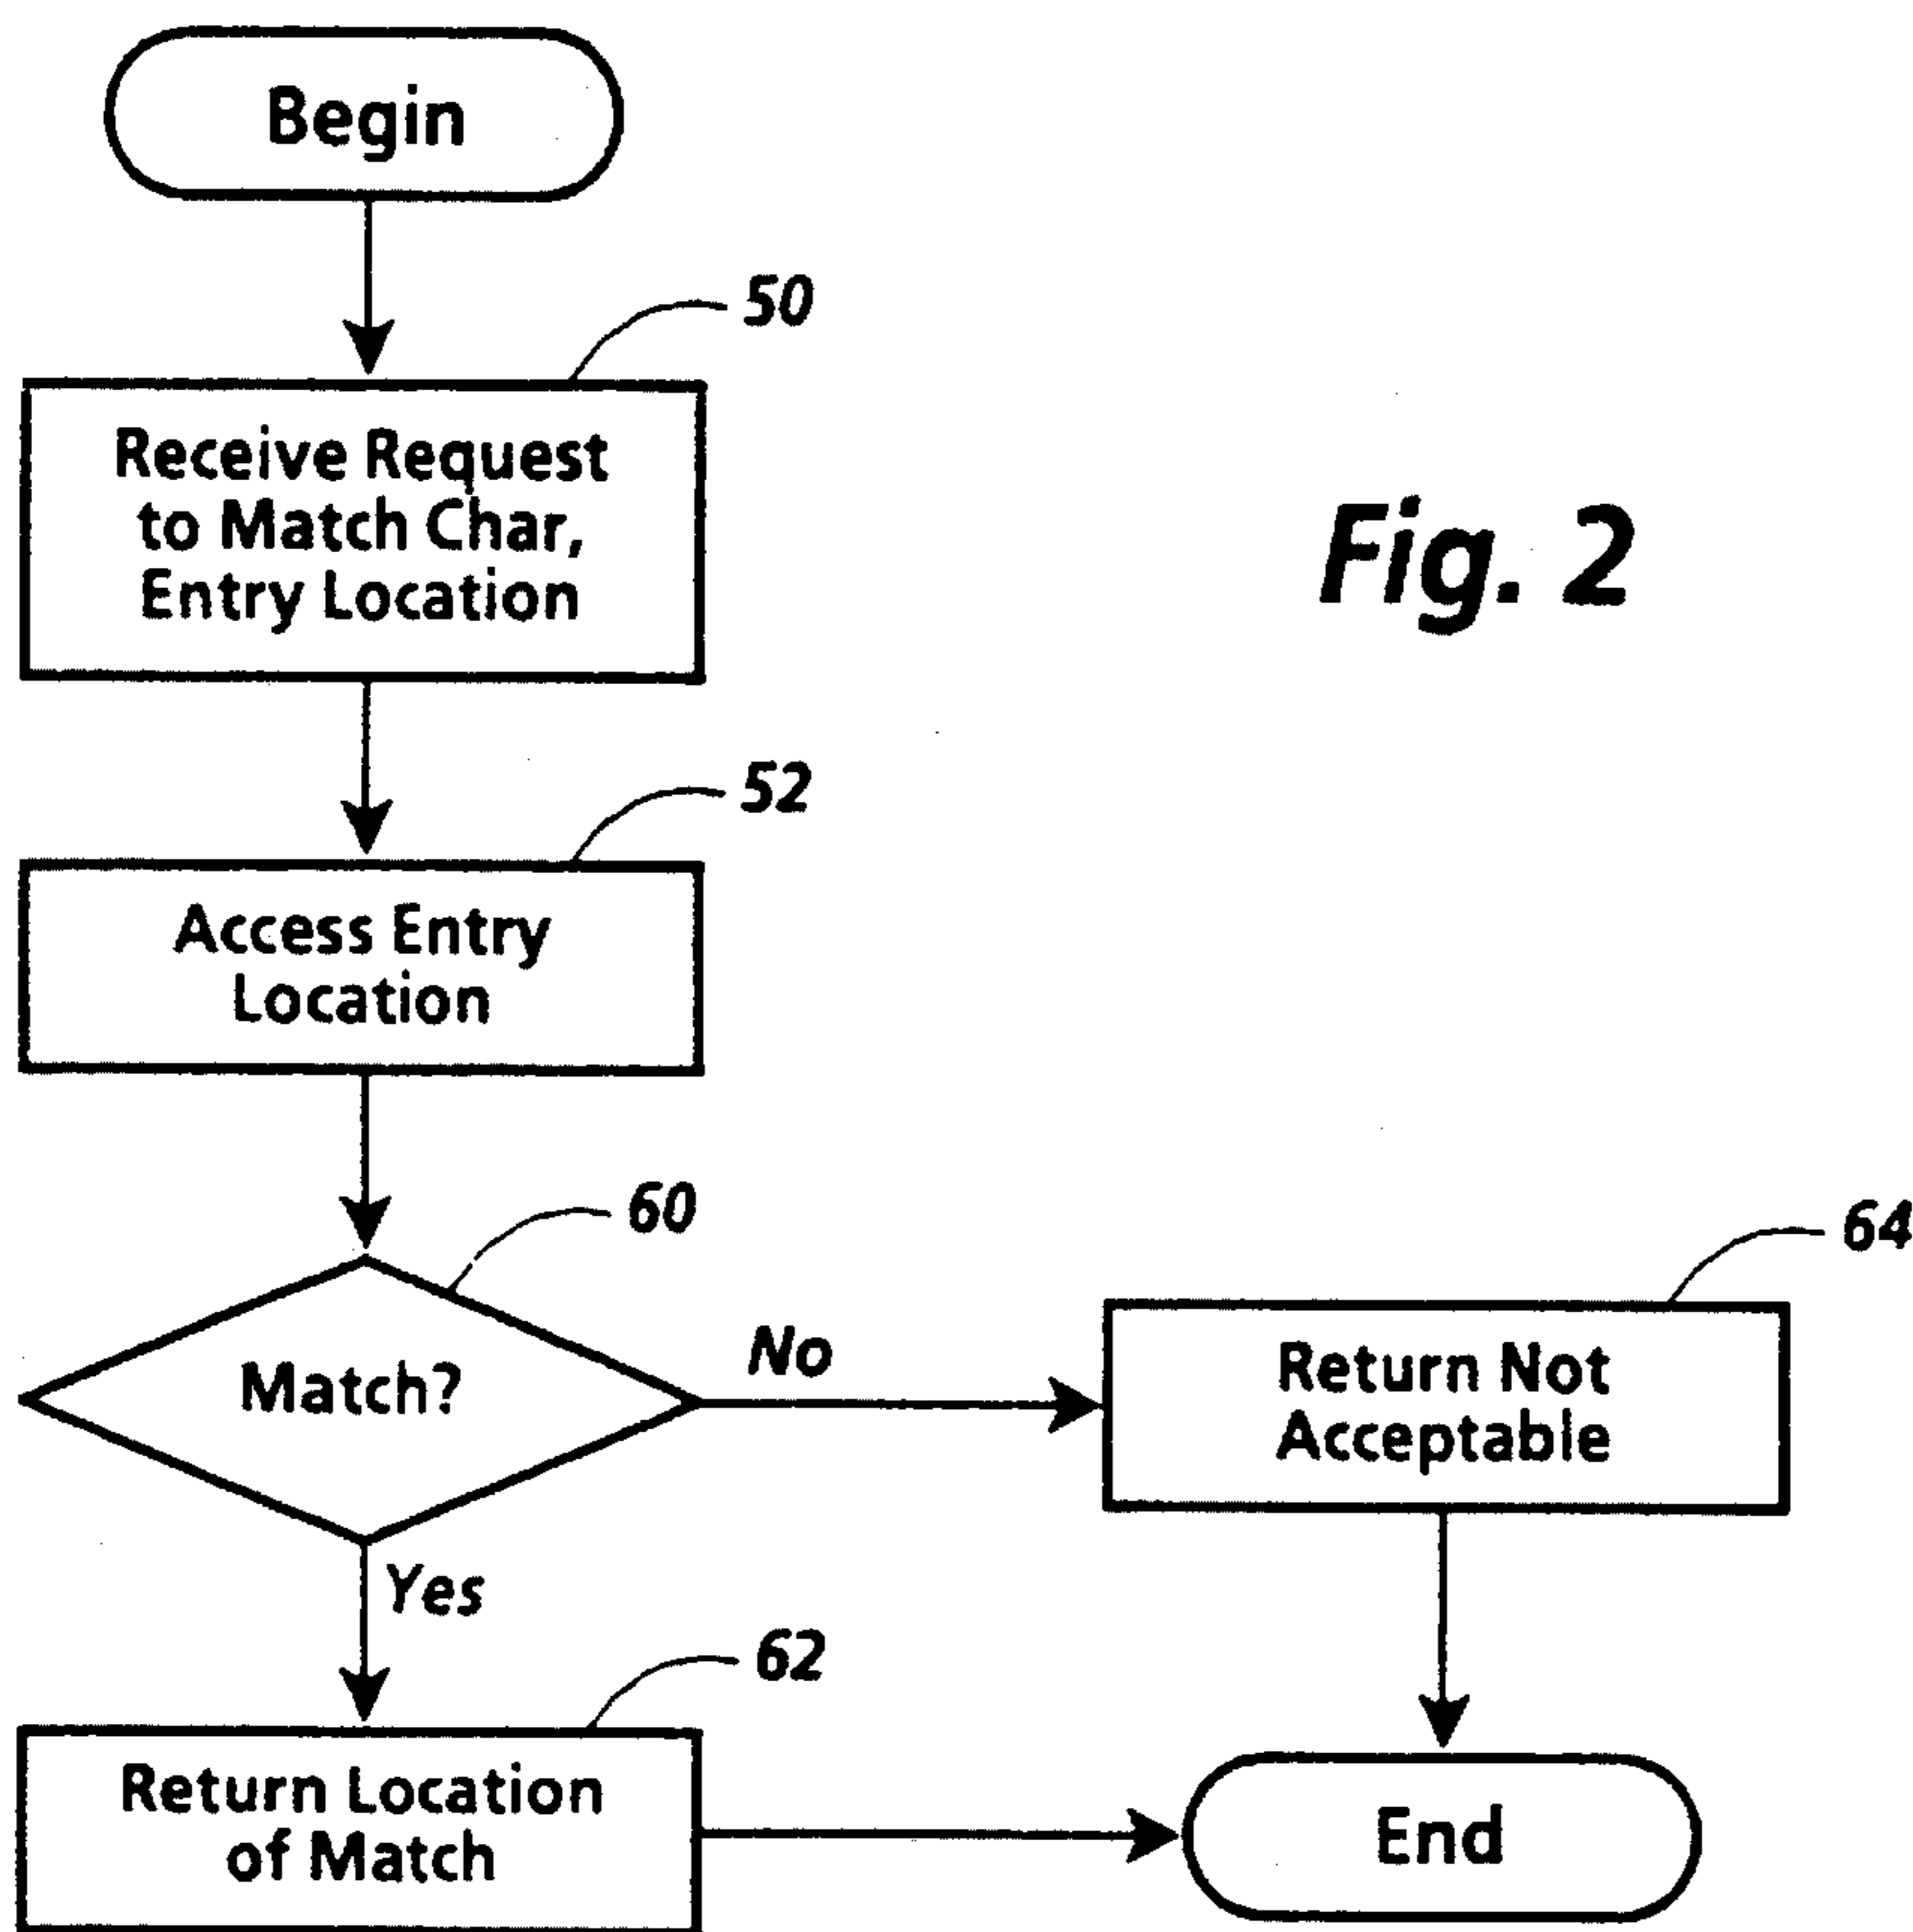 Begin
50
Receive Request
to Match Char,
Entry Location
Fig. 2
52
Access Entry
Location
60
Match?
No
64
Return Not
Acceptable
Yes
62
Return Location
of Match
End